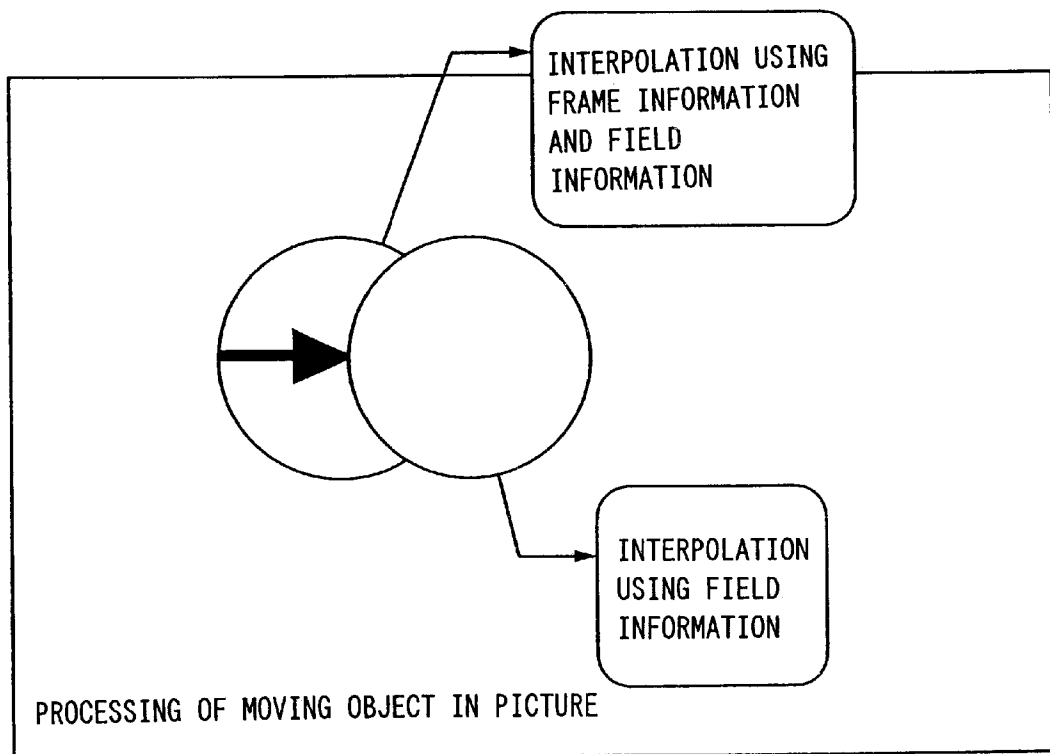 INTERPOLATION USING
FRAME INFORMATION
AND FIELD
INFORMATION
INTERPOLATION
USING FIELD
INFORMATION
PROCESSING OF MOVING OBJECT IN PICTURE